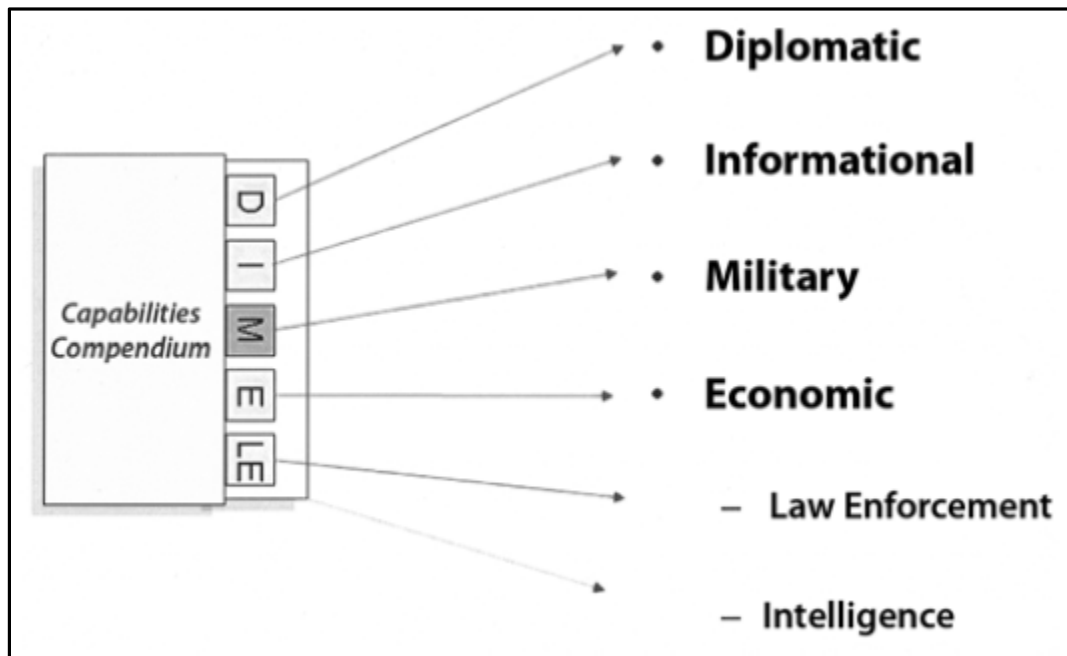 Capabilities
Compendium
D
I
M
E
LE
• Diplomatic
• Informational
• Military
• Economic
– Law Enforcement
– Intelligence